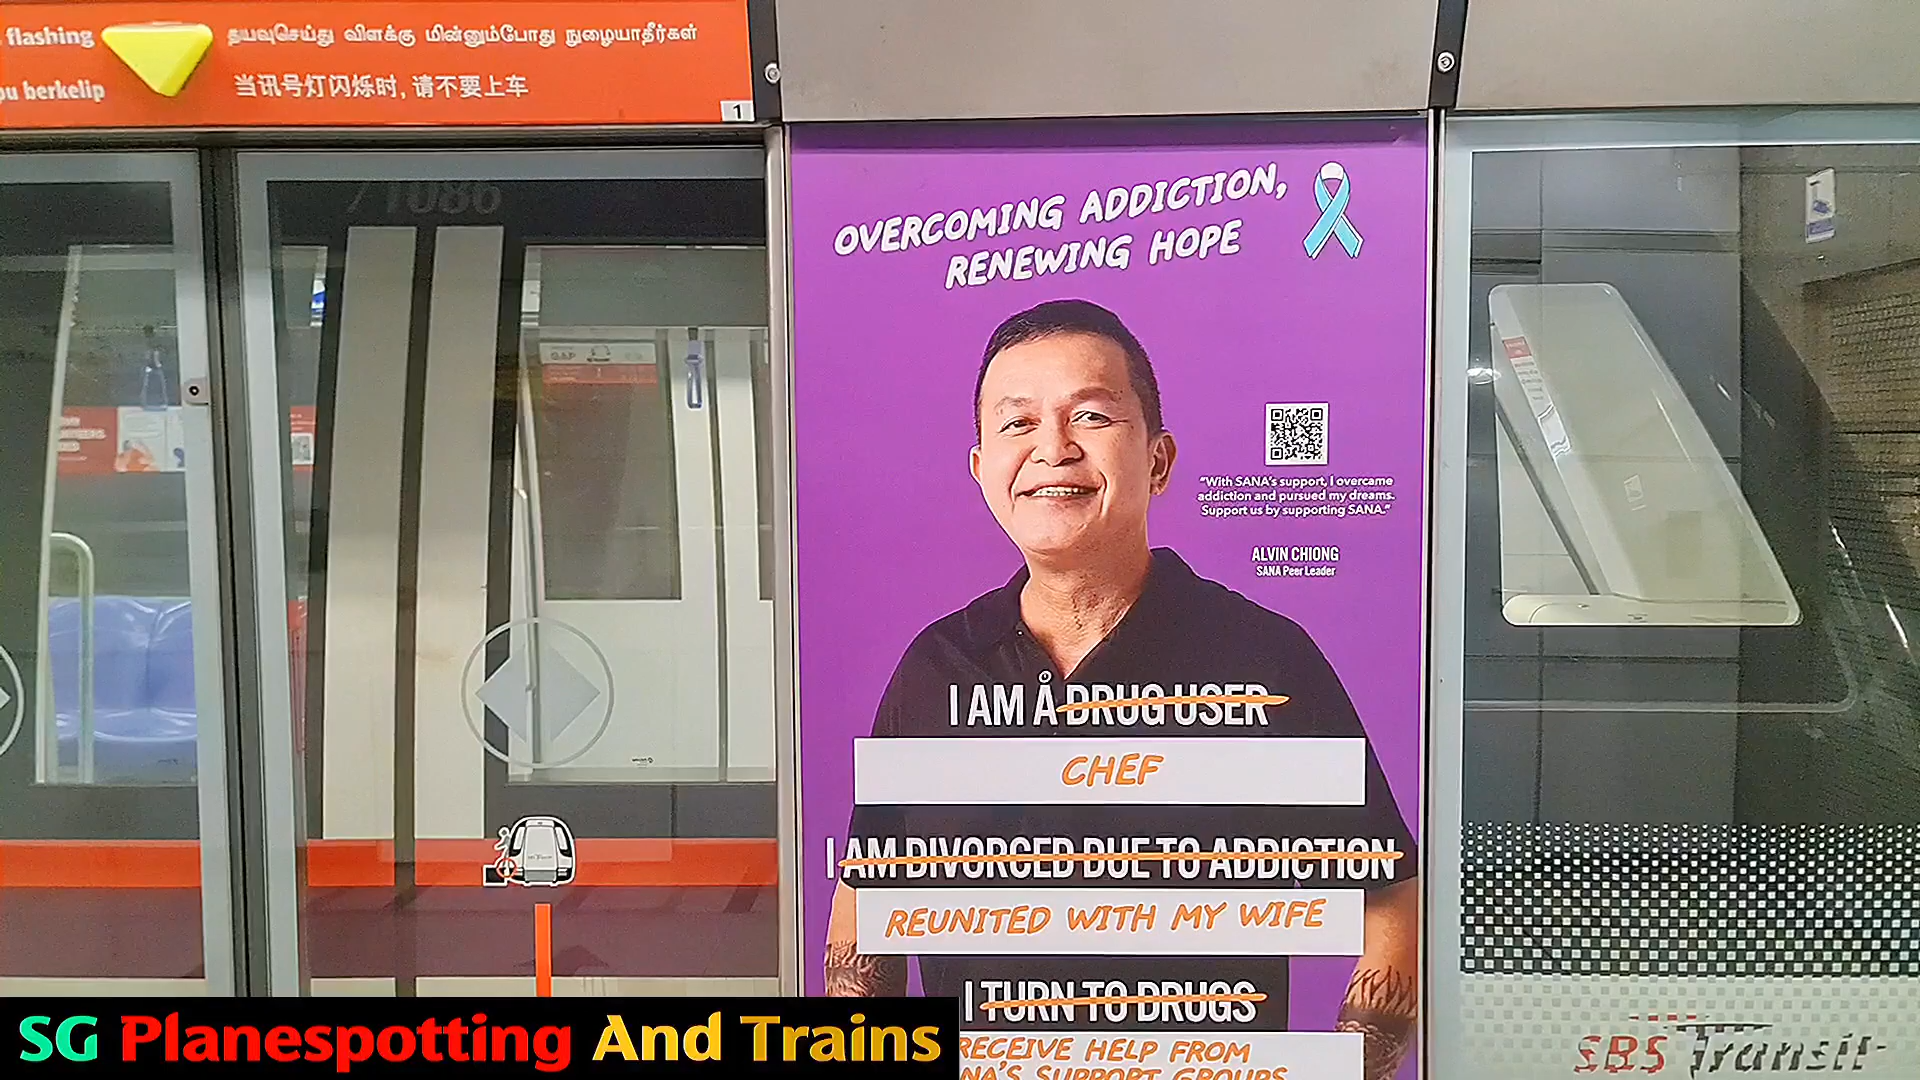 flashing
தயவுசெய்து விளக்கு மின்னும்போது நுழையாதீர்கள்
berkelip
当讯号灯闪烁时, 请不要上车
1
OVERCOMING ADDICTION,
RENEWING HOPE
"With SANA's support, I overcame
addiction and pursued my dreams.
Support us by supporting SANA."
ALVIN CHIONG
SANA Peer Leader
I AM A DRUG USER
CHEF
I AM DIVORCED DUE TO ADDICTION
REUNITED WITH MY WIFE
I TURN TO DRUGS
RECEIVE HELP FROM
SUPPORT GROUPS
SBS Transit
SG Planespotting And Trains